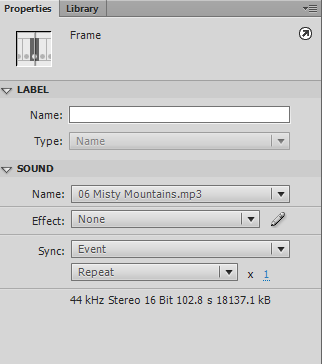 Properties Library
Frame
LABEL
Name:
Type: Name
SOUND
Name: 06 Misty Mountains.mp3
Effect: None
Sync: Event
Repeat x 1
44 kHz Stereo 16 Bit 102.8 s 18137.1 kB